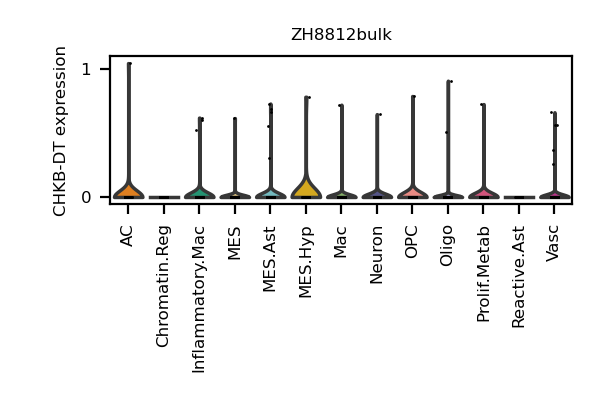 ZH8812bulk
CHKB-DT expression
1
0
AC
Chromatin.Reg
Inflammatory.Mac
MES
MES.Ast
MES.Hyp
Mac
Neuron
OPC
Oligo
Prolif.Metab
Reactive.Ast
Vasc